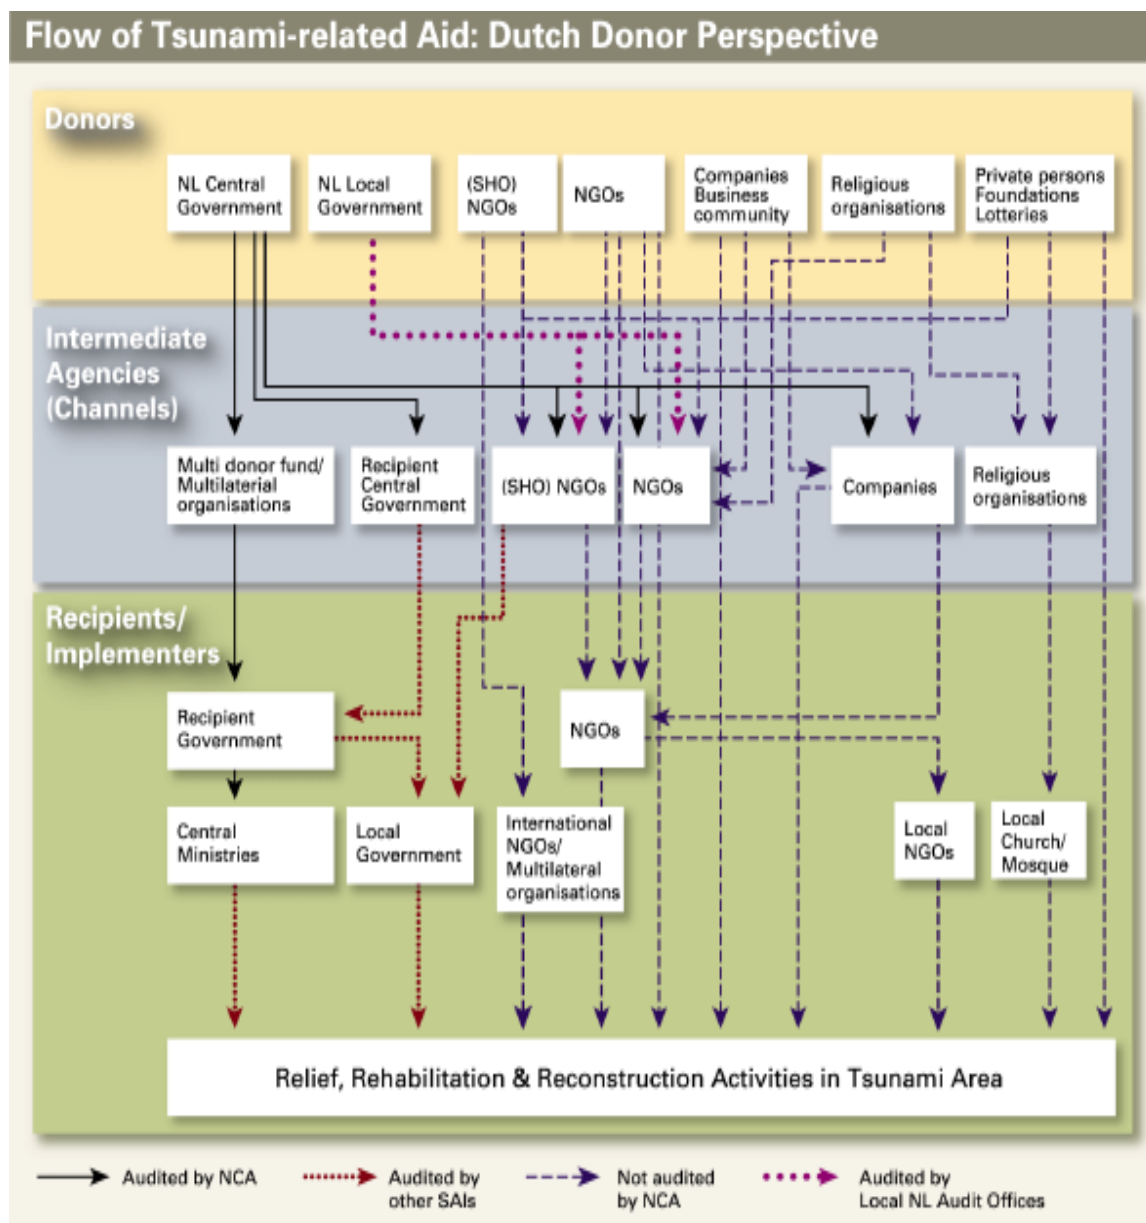 Flow of Tsunami-related Aid: Dutch Donor Perspective
Donors
NL Central
Government
NL Local
Government
(SHO)
NGOs
NGOs
Companies
Business
community
Religious
organisations
Private persons
Foundations
Lotteries
Intermediate
Agencies
(Channels)
Multi donor fund/
Multilaterial
organisations
Recipient
Central
Government
(SHO) NGOs
NGOs
Companies
Religious
organisations
Recipients/
Implementers
Recipient
Government
NGOs
Central
Ministries
Local
Government
International
NGOs/
Multilateral
organisations
Local
NGOs
Local
Church/
Mosque
Relief, Rehabilitation & Reconstruction Activities in Tsunami Area
Audited by NCA
Audited by
other SAIs
Not audited
by NCA
Audited by
Local NL Audit Offices